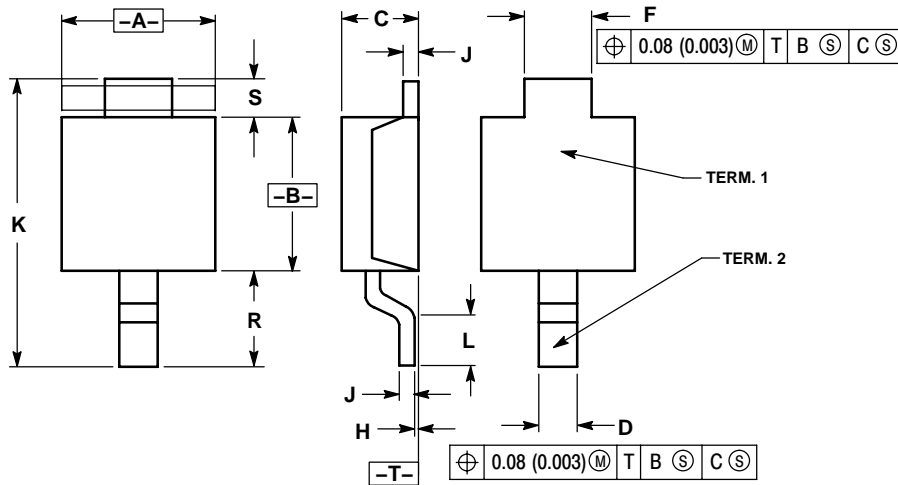 –A–
C
F
⌖ 0.08 (0.003) Ⓜ T B Ⓢ C Ⓢ
J
S
K
–B–
TERM. 1
TERM. 2
R
L
J
H
D
–T–
⌖ 0.08 (0.003) Ⓜ T B Ⓢ C Ⓢ